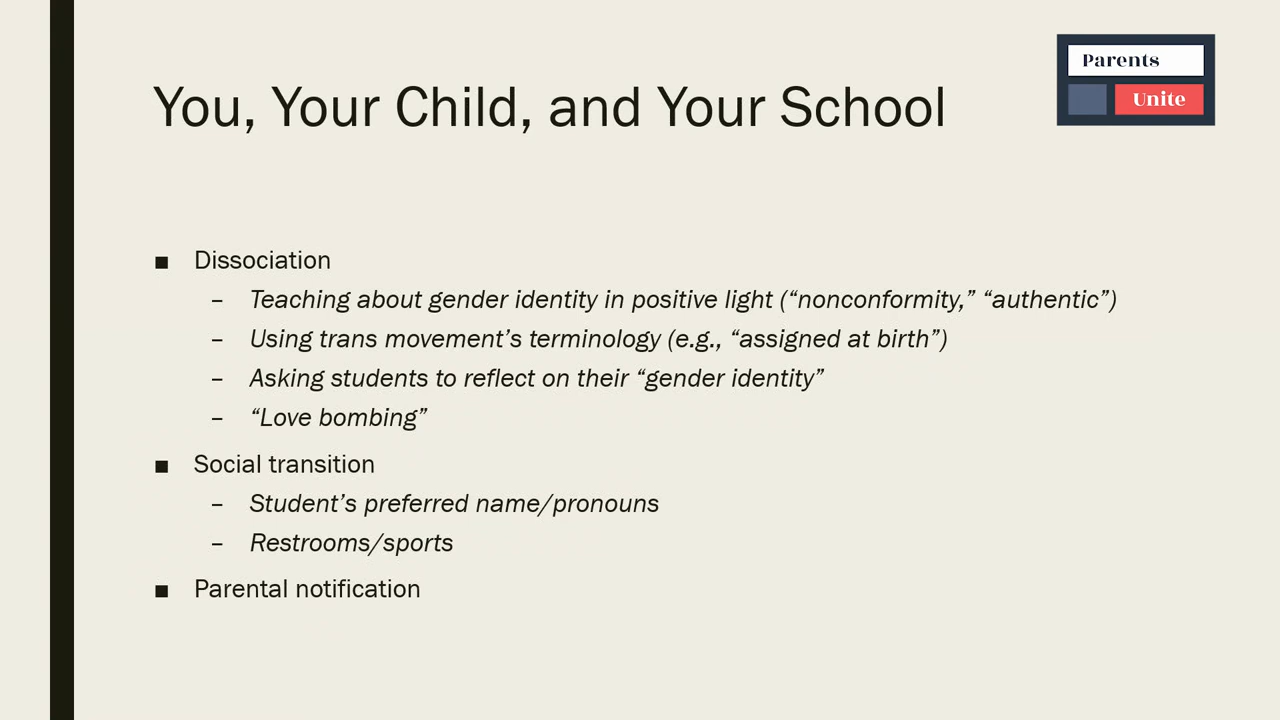 Parents
Unite
You, Your Child, and Your School
■ Dissociation
– Teaching about gender identity in positive light (“nonconformity,” “authentic”)
– Using trans movement’s terminology (e.g., “assigned at birth”)
– Asking students to reflect on their “gender identity”
– “Love bombing”
■ Social transition
– Student’s preferred name/pronouns
– Restrooms/sports
■ Parental notification